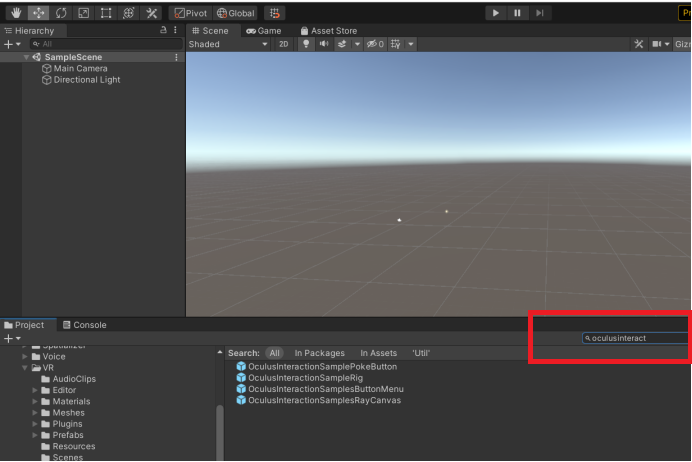 Pivot Global
Hierarchy
Scene Game Asset Store
All
Shaded 2D 0
SampleScene
Main Camera
Directional Light
Project Console
oculusinteract
Voice
VR
AudioClips
Editor
Materials
Meshes
Plugins
Prefabs
Resources
Scenes
Search: All In Packages In Assets 'Util'
OculusInteractionSamplePokeButton
OculusInteractionSampleRig
OculusInteractionSamplesButtonMenu
OculusInteractionSamplesRayCanvas